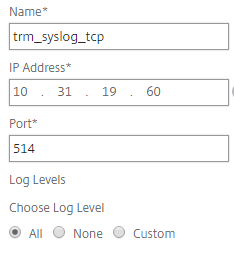 Name*
trm_syslog_tcp
IP Address*
10 . 31 . 19 . 60
Port*
514
Log Levels
Choose Log Level
All None Custom